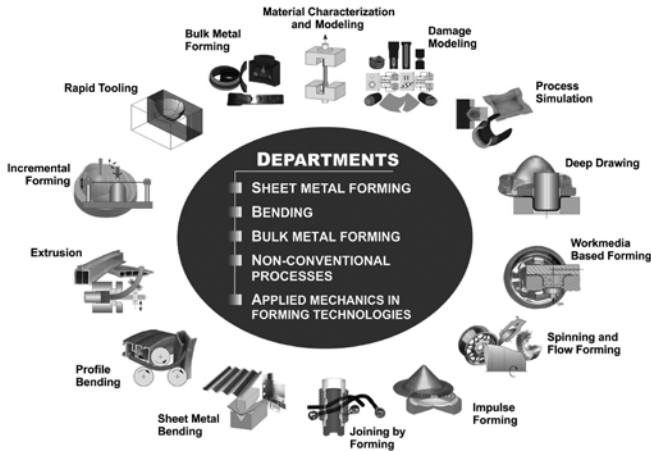 Material Characterization
and Modeling
Bulk Metal
Forming
Damage
Modeling
Rapid Tooling
Process
Simulation
Incremental
Forming
Deep Drawing
Extrusion
Workmedia
Based Forming
Profile
Bending
Spinning and
Flow Forming
Sheet Metal
Bending
Joining by
Forming
Impulse
Forming
DEPARTMENTS
SHEET METAL FORMING
BENDING
BULK METAL FORMING
NON-CONVENTIONAL
PROCESSES
APPLIED MECHANICS IN
FORMING TECHNOLOGIES